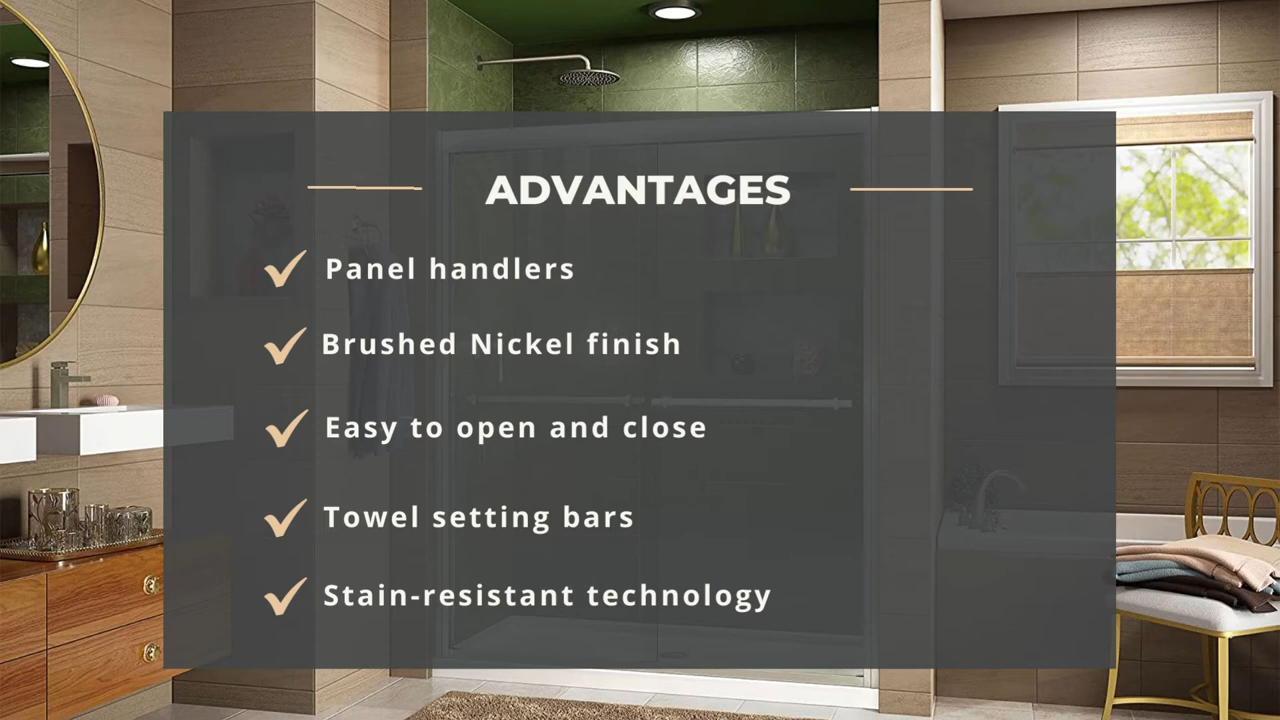 ADVANTAGES
Panel handlers
Brushed Nickel finish
Easy to open and close
Towel setting bars
Stain-resistant technology